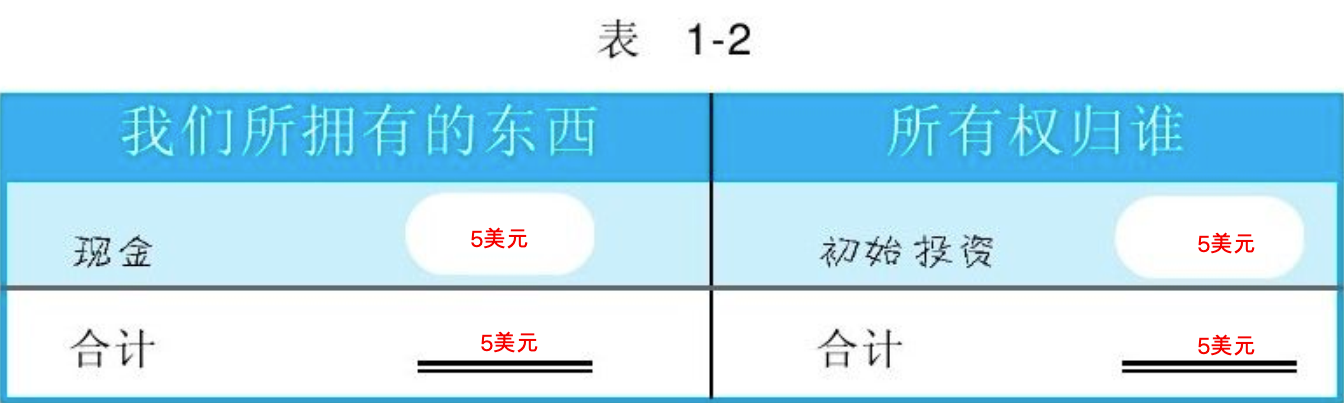 表 1-2
我们所拥有的东西 所有权归谁
现金 5美元 初始投资 5美元
合计 5美元 合计 5美元